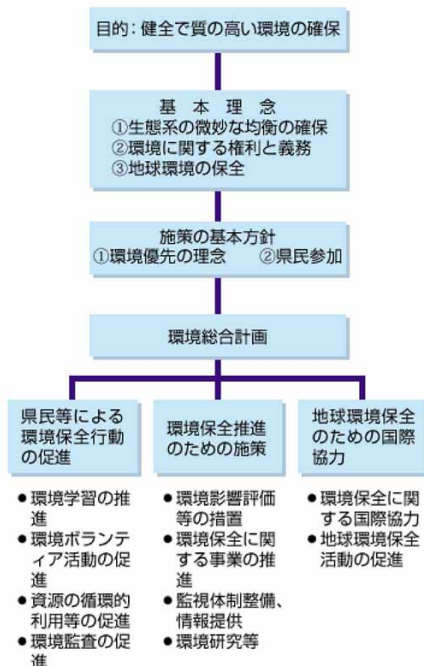 目的：健全で質の高い環境の確保
基 本 理 念
①生態系の微妙な均衡の確保
②環境に関する権利と義務
③地球環境の保全
施策の基本方針
①環境優先の理念　②県民参加
環境総合計画
県民等による
環境保全行動
の促進
●環境学習の推
進
●環境ボランテ
ィア活動の促
進
●資源の循環的
利用等の促進
●環境監査の促
進
環境保全推進
のための施策
●環境影響評価
等の措置
●環境保全に関
する事業の推
進
●監視体制整備、
情報提供
●環境研究等
地球環境保全
のための国際
協力
●環境保全に関
する国際協力
●地球環境保全
活動の促進